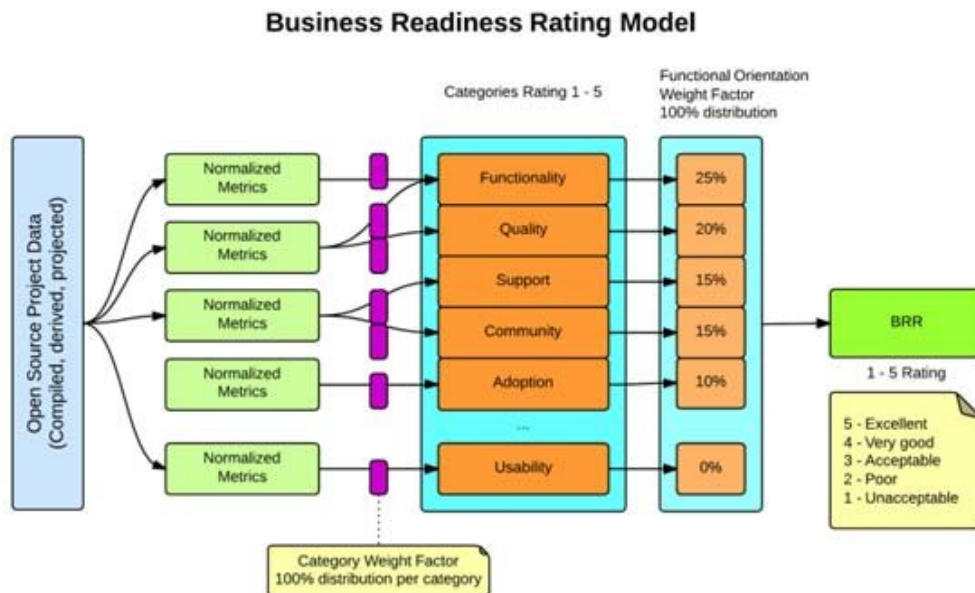 Business Readiness Rating Model
Categories Rating 1 - 5
Functional Orientation
Weight Factor
100% distribution
Open Source Project Data
(Compiled, derived, projected)
Normalized
Metrics
Normalized
Metrics
Normalized
Metrics
Normalized
Metrics
Normalized
Metrics
Functionality
Quality
Support
Community
Adoption
...
Usability
25%
20%
15%
15%
10%
0%
BRR
1 - 5 Rating
5 - Excellent
4 - Very good
3 - Acceptable
2 - Poor
1 - Unacceptable
Category Weight Factor
100% distribution per category